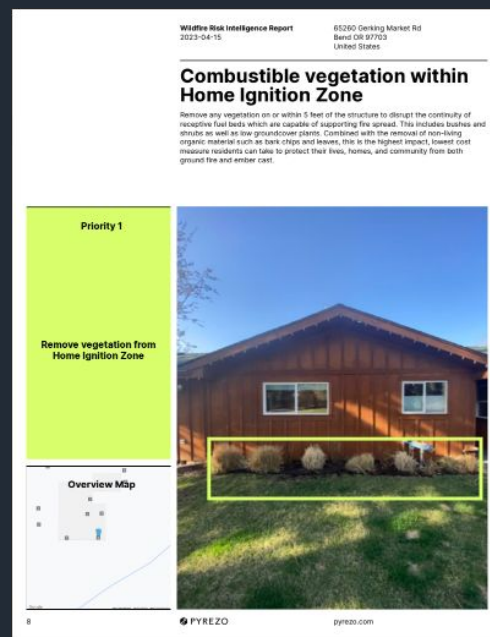 Wildfire Risk Intelligence Report
2023-04-15
65260 Gerking Market Rd
Bend OR 97703
United States
Combustible vegetation within
Home Ignition Zone
Remove any vegetation on or within 5 feet of the structure to disrupt the continuity of
receptive fuel beds which are capable of supporting fire spread. This includes bushes and
shrubs as well as low groundcover plants. Combined with the removal of non-living
organic material such as bark chips and leaves, this is the highest impact, lowest cost
measure residents can take to protect their lives, homes, and community from both
ground fire and ember cast.
Priority 1
Remove vegetation from
Home Ignition Zone
Overview Map
8
PYREZO
pyrezo.com